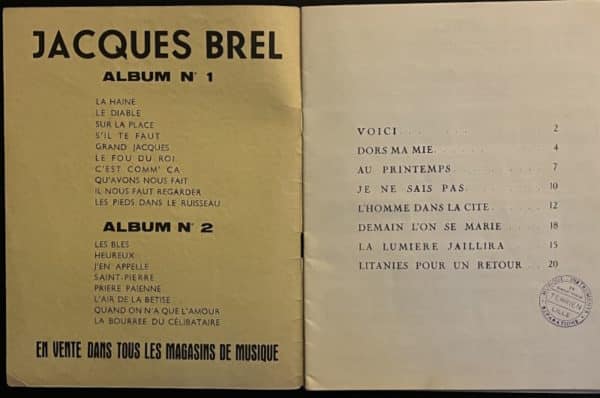 JACQUES BREL
ALBUM N° 1
LA HAINE
LE DIABLE
SUR LA PLACE
S'IL TE FAUT
GRAND JACQUES
LE FOU DU ROI
C'EST COMM' ÇA
QU'AVONS NOUS FAIT
IL NOUS FAUT REGARDER
LES PIEDS DANS LE RUISSEAU
ALBUM N° 2
LES BLES
HEUREUX
J'EN APPELLE
SAINT-PIERRE
PRIERE PAIENNE
L'AIR DE LA BETISE
QUAND ON N'A QUE L'AMOUR
LA BOURREE DU CÉLIBATAIRE
EN VENTE DANS TOUS LES MAGASINS DE MUSIQUE
VOICI . . . . . . . . 2
DORS MA MIE . . . . . . . 4
AU PRINTEMPS . . . . . . 7
JE NE SAIS PAS . . . . . . 10
L'HOMME DANS LA CITE . . . . 12
DEMAIN L'ON SE MARIE . . . . 18
LA LUMIERE JAILLIRA . . . . 15
LITANIES POUR UN RETOUR . . . 20
MUSIQUE
TERRIEN
LILLE
REPARATIONS